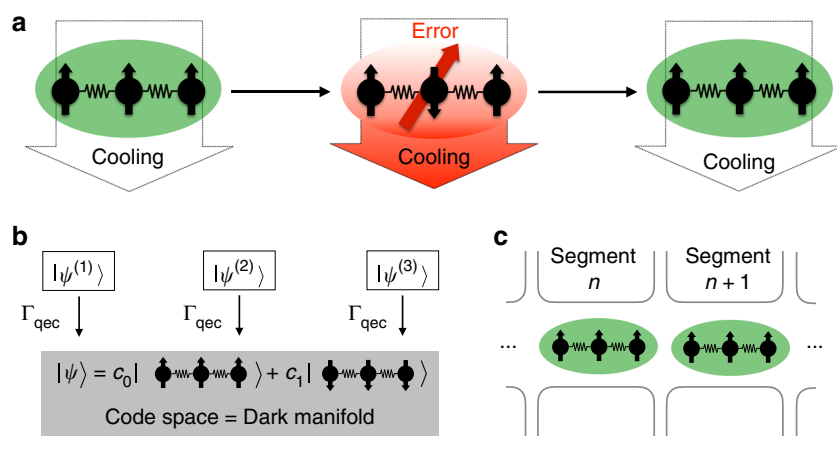 a
Error
Cooling
Cooling
Cooling
b
|ψ(1)⟩
|ψ(2)⟩
|ψ(3)⟩
Γqec
Γqec
Γqec
|ψ⟩ = c0| ⟩ + c1| ⟩
Code space = Dark manifold
c
Segment
n
Segment
n + 1
...
...